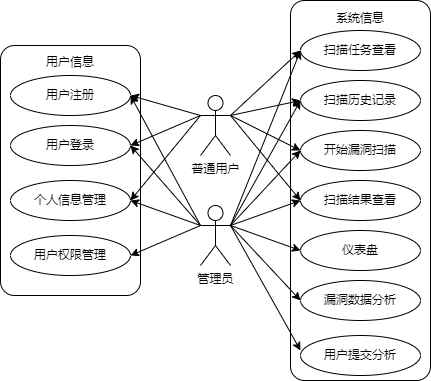 用户信息
用户注册
用户登录
个人信息管理
用户权限管理
普通用户
管理员
系统信息
扫描任务查看
扫描历史记录
开始漏洞扫描
扫描结果查看
仪表盘
漏洞数据分析
用户提交分析